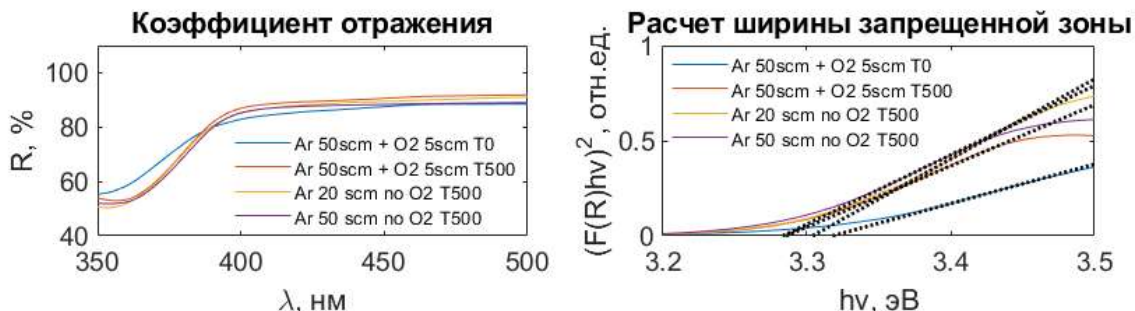 Коэффициент отражения
100
80
60
40
R, %
Ar 50scm + O2 5scm T0
Ar 50scm + O2 5scm T500
Ar 20 scm no O2 T500
Ar 50 scm no O2 T500
350
400
450
500
λ, нм
Расчет ширины запрещенной зоны
1
0.5
0
(F(R)hν)², отн.ед.
Ar 50scm + O2 5scm T0
Ar 50scm + O2 5scm T500
Ar 20 scm no O2 T500
Ar 50 scm no O2 T500
3.2
3.3
3.4
3.5
hν, эВ